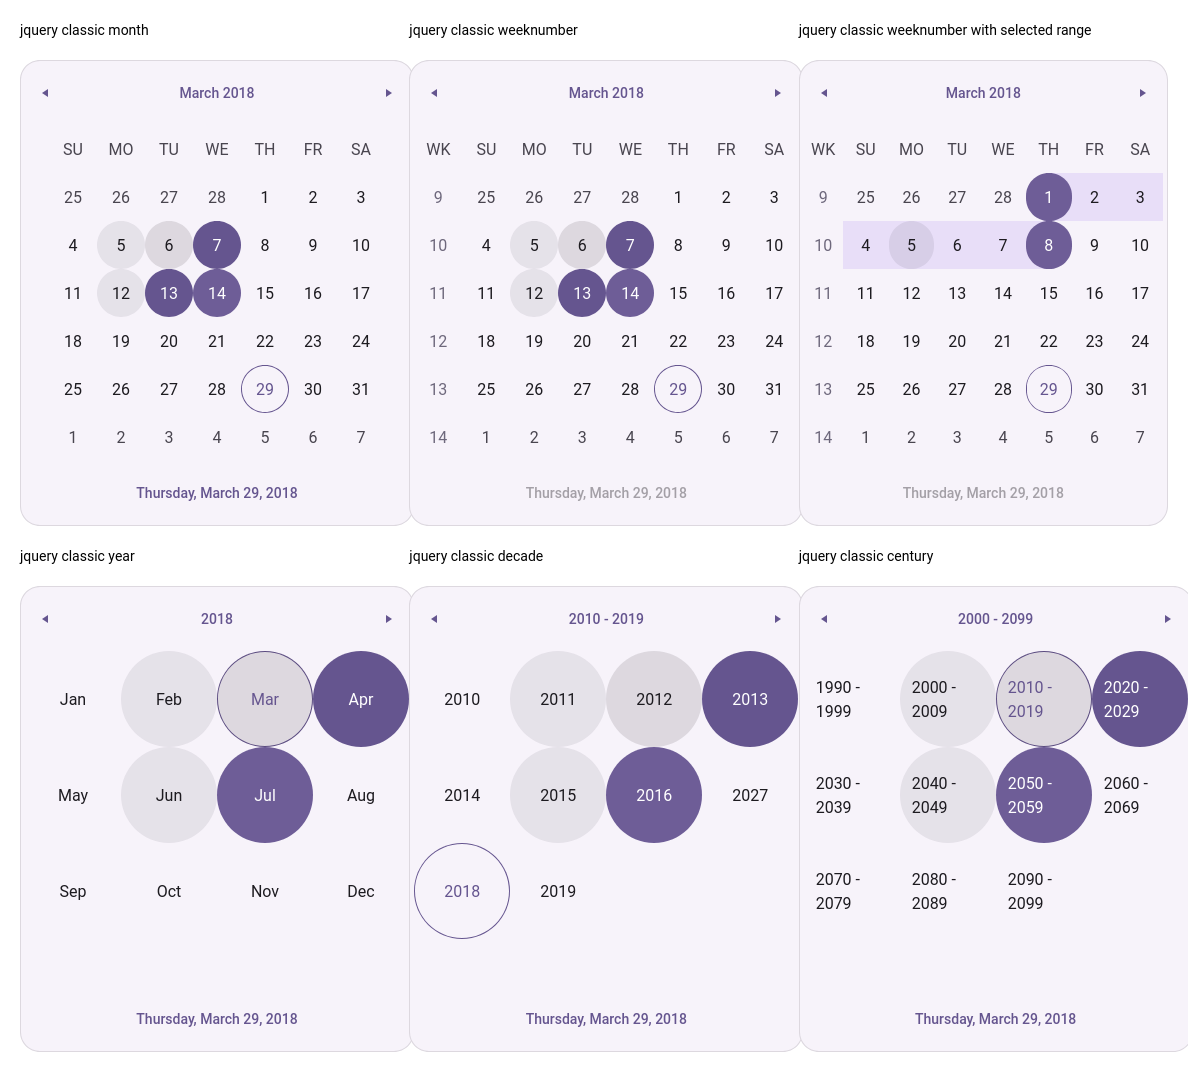 jquery classic month
March 2018
SU MO TU WE TH FR SA
25 26 27 28 1 2 3
4 5 6 7 8 9 10
11 12 13 14 15 16 17
18 19 20 21 22 23 24
25 26 27 28 29 30 31
1 2 3 4 5 6 7
Thursday, March 29, 2018
jquery classic weeknumber
March 2018
WK SU MO TU WE TH FR SA
9 25 26 27 28 1 2 3
10 4 5 6 7 8 9 10
11 11 12 13 14 15 16 17
12 18 19 20 21 22 23 24
13 25 26 27 28 29 30 31
14 1 2 3 4 5 6 7
Thursday, March 29, 2018
jquery classic weeknumber with selected range
March 2018
WK SU MO TU WE TH FR SA
9 25 26 27 28 1 2 3
10 4 5 6 7 8 9 10
11 11 12 13 14 15 16 17
12 18 19 20 21 22 23 24
13 25 26 27 28 29 30 31
14 1 2 3 4 5 6 7
Thursday, March 29, 2018
jquery classic year
2018
Jan Feb Mar Apr
May Jun Jul Aug
Sep Oct Nov Dec
Thursday, March 29, 2018
jquery classic decade
2010 - 2019
2010 2011 2012 2013
2014 2015 2016 2027
2018 2019
Thursday, March 29, 2018
jquery classic century
2000 - 2099
1990 - 2000 - 2010 - 2020 -
1999 2009 2019 2029
2030 - 2040 - 2050 - 2060 -
2039 2049 2059 2069
2070 - 2080 - 2090 -
2079 2089 2099
Thursday, March 29, 2018